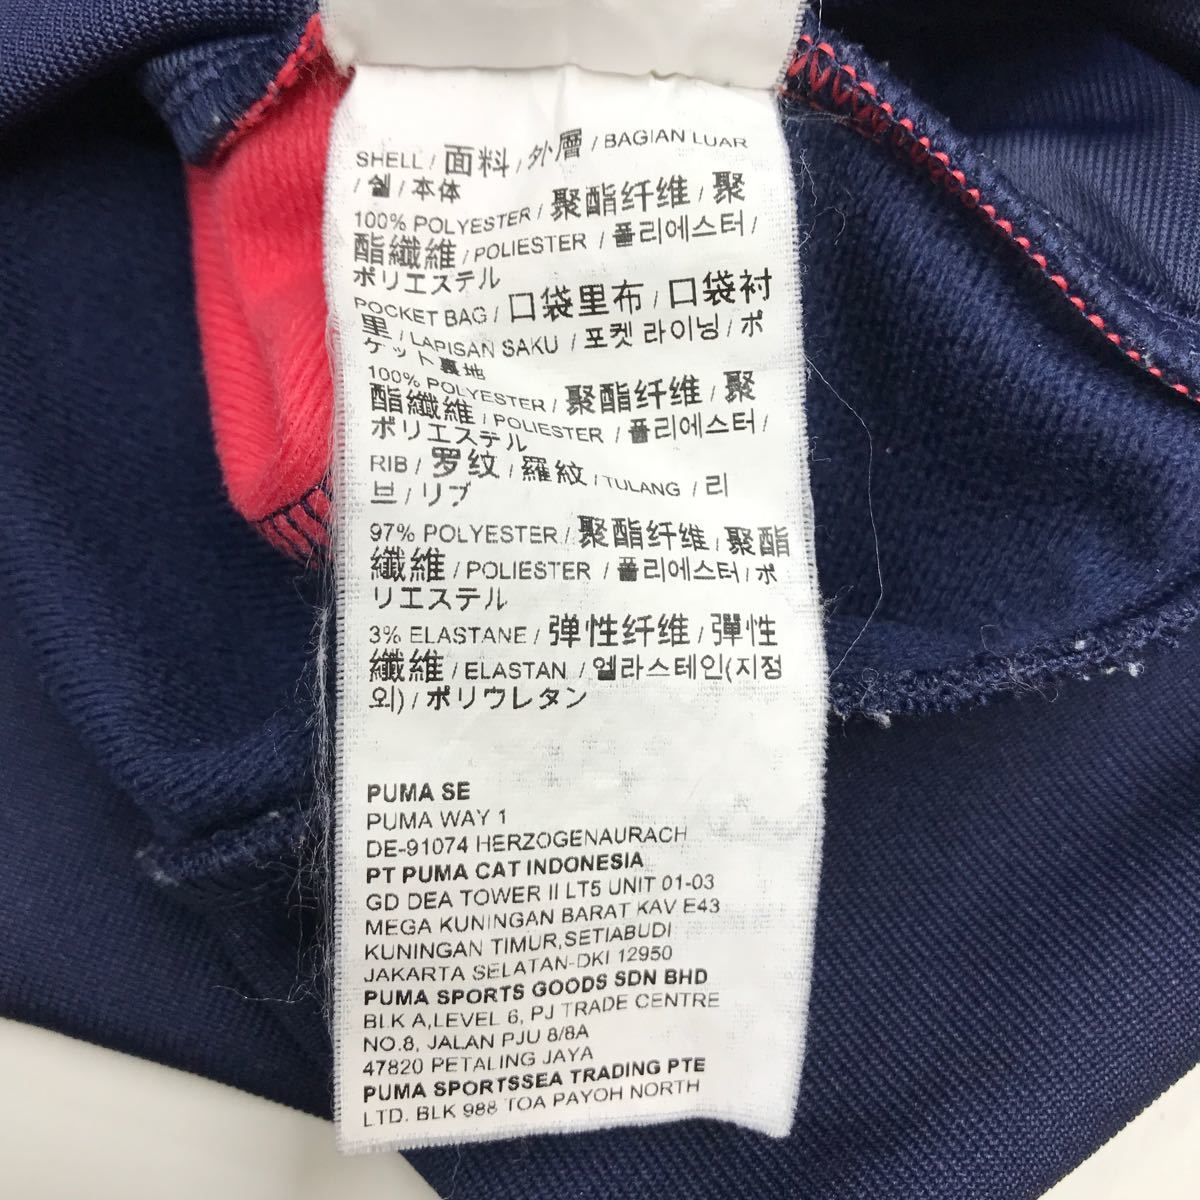 SHELL / 面料 / 外層 / BAGIAN LUAR
/ 쉘 / 本体
100% POLYESTER / 聚酯纤维 / 聚
酯纖維 / POLIESTER / 폴리에스터 /
ポリエステル
POCKET BAG / 口袋里布 / 口袋衬
里 / LAPISAN SAKU / 포켓 라이닝 / ポ
ケット裏地
100% POLYESTER / 聚酯纤维 / 聚
酯纖維 / POLIESTER / 폴리에스터 /
ポリエステル
RIB / 罗纹 / 羅紋 / TULANG / 리
브 / リブ
97% POLYESTER / 聚酯纤维 / 聚酯
纖維 / POLIESTER / 폴리에스터 / ポ
リエステル
3% ELASTANE / 弹性纤维 / 彈性
纖維 / ELASTAN / 엘라스테인(지정
외) / ポリウレタン
PUMA SE
PUMA WAY 1
DE-91074 HERZOGENAURACH
PT PUMA CAT INDONESIA
GD DEA TOWER II LT5 UNIT 01-03
MEGA KUNINGAN BARAT KAV E43
KUNINGAN TIMUR,SETIABUDI
JAKARTA SELATAN-DKI 12950
PUMA SPORTS GOODS SDN BHD
BLK A,LEVEL 6, PJ TRADE CENTRE
NO.8, JALAN PJU 8/8A
47820 PETALING JAYA
PUMA SPORTSSEA TRADING PTE
LTD. BLK 988 TOA PAYOH NORTH